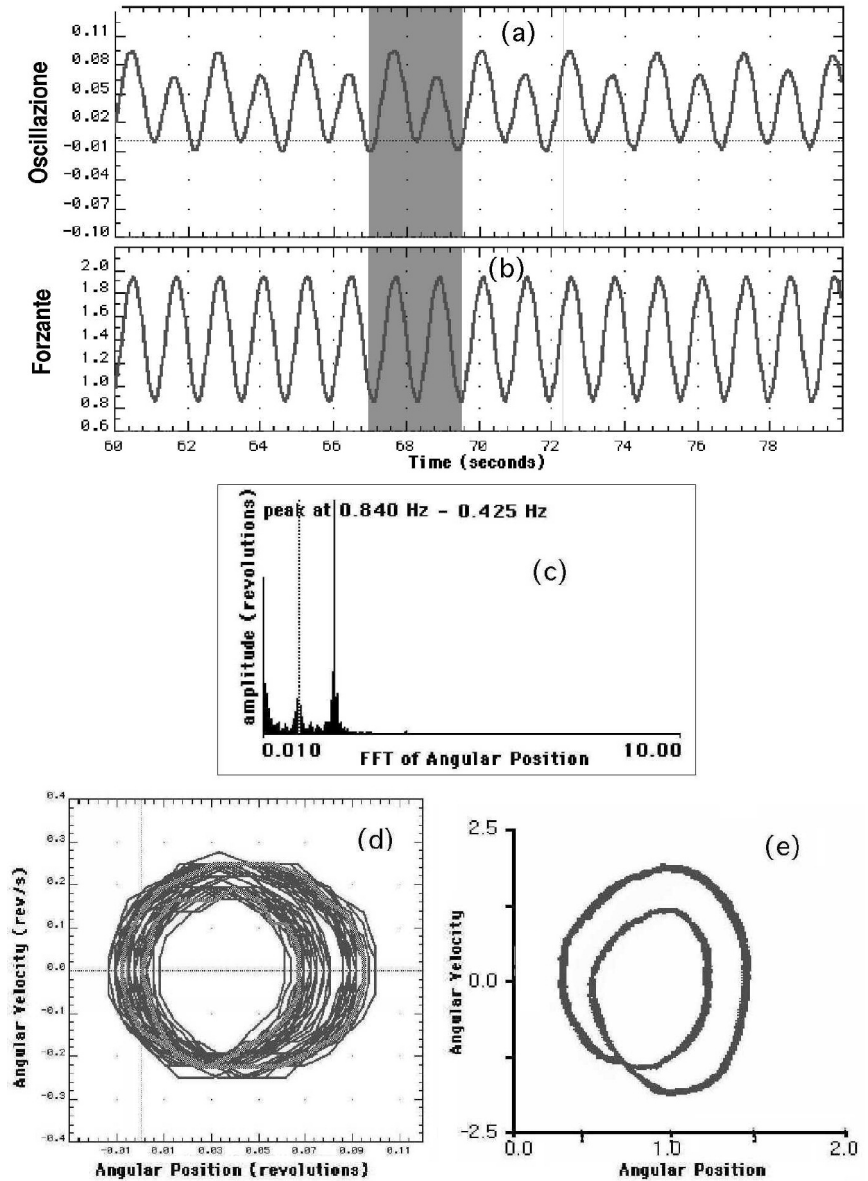 (a)
Oscillazione
0.11
0.08
0.05
0.02
-0.01
-0.04
-0.07
-0.10
(b)
Forzante
2.0
1.8
1.6
1.4
1.2
1.0
0.8
0.6
60 62 64 66 68 70 72 74 76 78
Time (seconds)
peak at 0.840 Hz - 0.425 Hz
(c)
amplitude (revolutions)
0.010 10.00
FFT of Angular Position
(d)
Angular Velocity (rev/s)
0.4
0.3
0.2
0.1
0.0
-0.1
-0.2
-0.3
-0.4
-0.01 0.01 0.03 0.05 0.07 0.09 0.11
Angular Position (revolutions)
(e)
Angular Velocity
2.5
0.0
-2.5
0.0 1.0 2.0
Angular Position